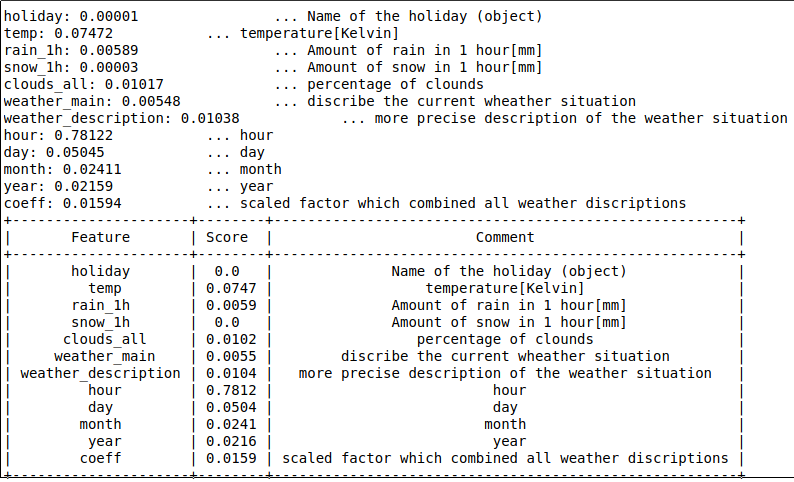 holiday: 0.00001 ... Name of the holiday (object)
temp: 0.07472 ... temperature[Kelvin]
rain_1h: 0.00589 ... Amount of rain in 1 hour[mm]
snow_1h: 0.00003 ... Amount of snow in 1 hour[mm]
clouds_all: 0.01017 ... percentage of clounds
weather_main: 0.00548 ... discribe the current wheather situation
weather_description: 0.01038 ... more precise description of the weather situation
hour: 0.78122 ... hour
day: 0.05045 ... day
month: 0.02411 ... month
year: 0.02159 ... year
coeff: 0.01594 ... scaled factor which combined all weather discriptions
+---------------------+--------+-------------------------------------------------------+
| Feature | Score | Comment |
+---------------------+--------+-------------------------------------------------------+
| holiday | 0.0 | Name of the holiday (object) |
| temp | 0.0747 | temperature[Kelvin] |
| rain_1h | 0.0059 | Amount of rain in 1 hour[mm] |
| snow_1h | 0.0 | Amount of snow in 1 hour[mm] |
| clouds_all | 0.0102 | percentage of clounds |
| weather_main | 0.0055 | discribe the current wheather situation |
| weather_description | 0.0104 | more precise description of the weather situation |
| hour | 0.7812 | hour |
| day | 0.0504 | day |
| month | 0.0241 | month |
| year | 0.0216 | year |
| coeff | 0.0159 | scaled factor which combined all weather discriptions |
+---------------------+--------+-------------------------------------------------------+